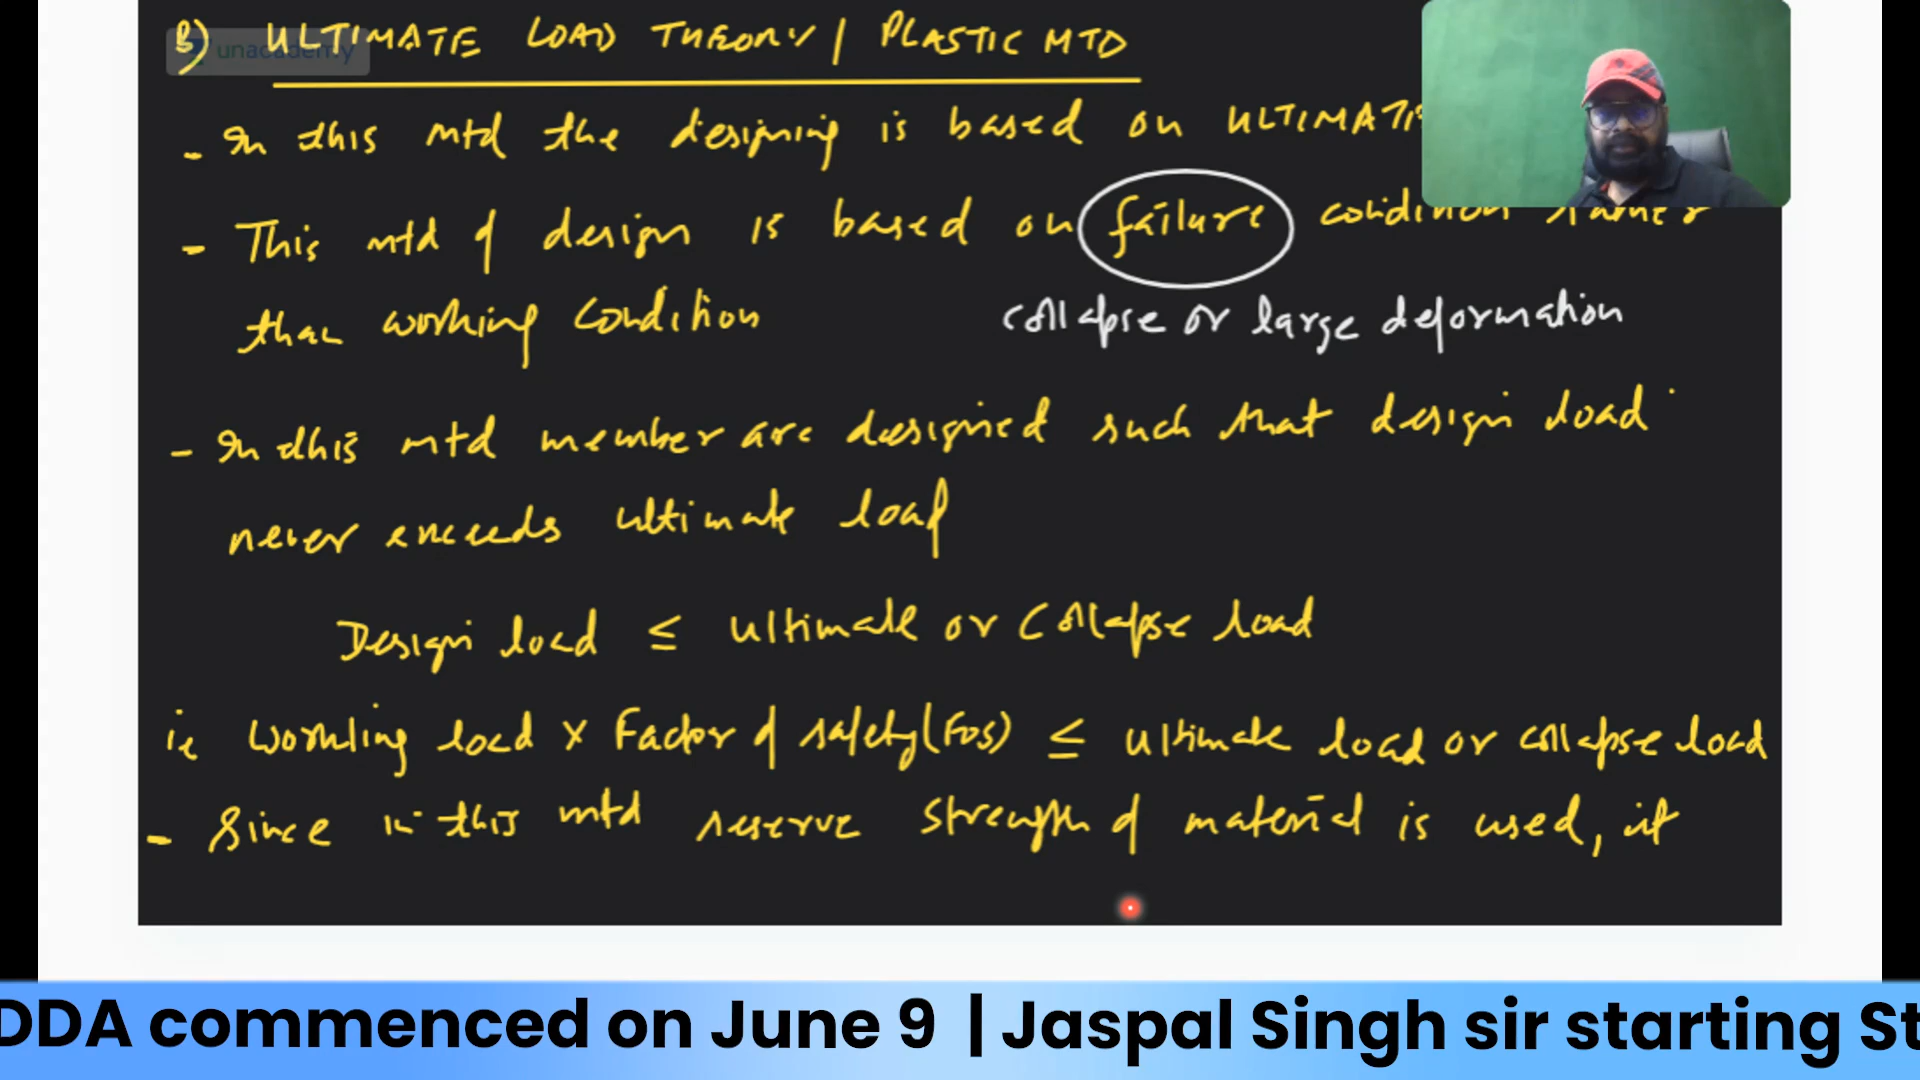 B) ULTIMATE LOAD THEORY / PLASTIC MTD
unacademy
- In this mtd the designing is based on ULTIMATE
- This mtd of design is based on failure condition rather
than working condition
collapse or large deformation
- In this mtd member are designed such that design load
never exceeds ultimate load
Design load ≤ ultimate or collapse load
ie working load x Factor of safety (FOS) ≤ ultimate load or collapse load
- Since in this mtd reserve strength of material is used, it
DDA commenced on June 9 | Jaspal Singh sir starting St